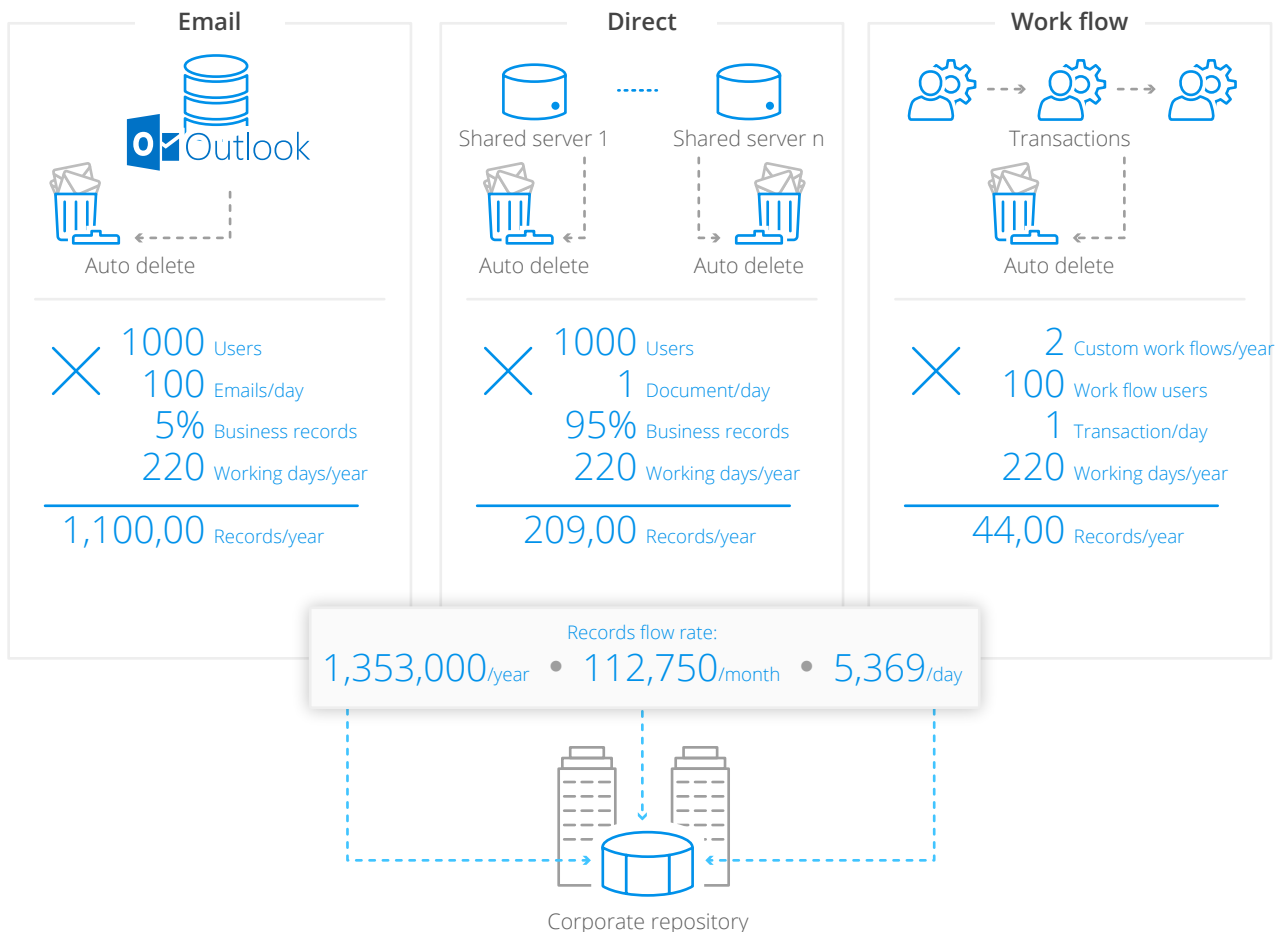 Email
Outlook
Auto delete
1000 Users
100 Emails/day
5% Business records
220 Working days/year
1,100,00 Records/year
Direct
Shared server 1
Shared server n
Auto delete
Auto delete
1000 Users
1 Document/day
95% Business records
220 Working days/year
209,00 Records/year
Work flow
Transactions
Auto delete
2 Custom work flows/year
100 Work flow users
1 Transaction/day
220 Working days/year
44,00 Records/year
Records flow rate:
1,353,000/year • 112,750/month • 5,369/day
Corporate repository